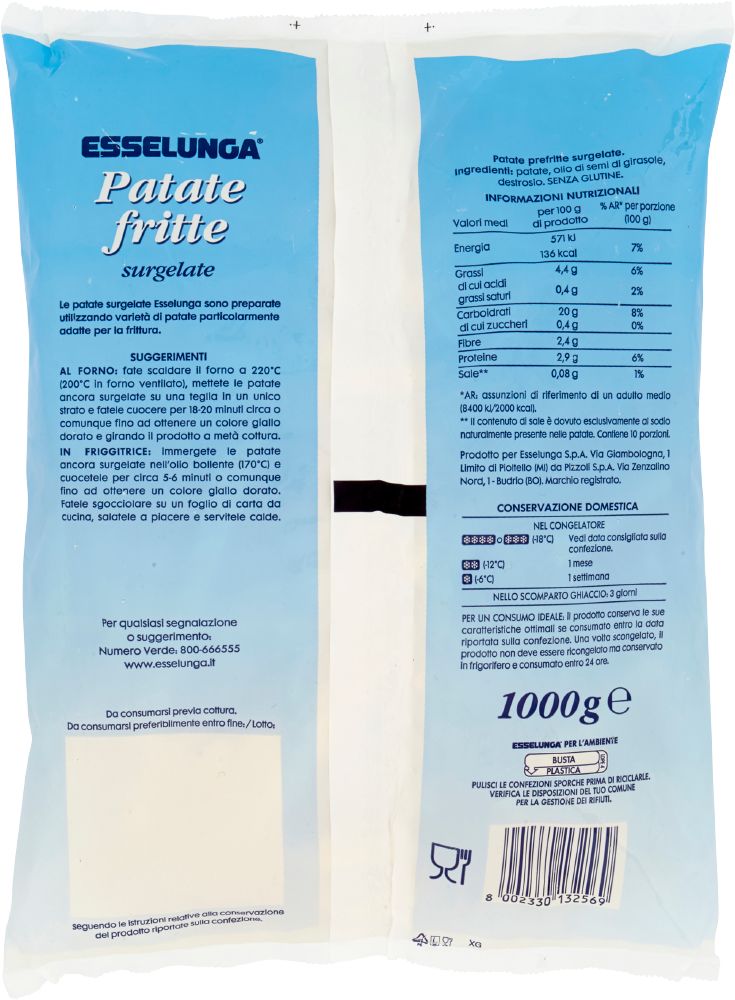 ESSELUNGA®
Patate
fritte
surgelate
Le patate surgelate Esselunga sono preparate
utilizzando varietà di patate particolarmente
adatte per la frittura.
SUGGERIMENTI
AL FORNO: fate scaldare il forno a 220°C
(200°C in forno ventilato), mettete le patate
ancora surgelate su una teglia in un unico
strato e fatele cuocere per 18-20 minuti circa o
comunque fino ad ottenere un colore giallo
dorato e girando il prodotto a metà cottura.
IN FRIGGITRICE: immergete le patate
ancora surgelate nell'olio bollente (170°C) e
cuocetele per circa 5-6 minuti o comunque
fino ad ottenere un colore giallo dorato.
Fatele sgocciolare su un foglio di carta da
cucina, salatele a piacere e servitele calde.
Per qualsiasi segnalazione
o suggerimento:
Numero Verde: 800-666555
www.esselunga.it
Da consumarsi previa cottura.
Da consumarsi preferibilmente entro fine:/Lotto:
Seguendo le istruzioni relative alla conservazione
del prodotto riportate sulla confezione.
Patate prefritte surgelate.
Ingredienti: patate, olio di semi di girasole,
destrosio. SENZA GLUTINE.
INFORMAZIONI NUTRIZIONALI
Valori medi per 100 g di prodotto % AR* per porzione (100 g)
Energia 571 kJ
136 kcal 7%
Grassi 4,4 g 6%
di cui acidi
grassi saturi 0,4 g 2%
Carboidrati 20 g 8%
di cui zuccheri 0,4 g 0%
Fibre 2,4 g
Proteine 2,9 g 6%
Sale** 0,08 g 1%
*AR: assunzioni di riferimento di un adulto medio
(8400 kJ/2000 kcal).
** Il contenuto di sale è dovuto esclusivamente al sodio
naturalmente presente nelle patate. Contiene 10 porzioni.
Prodotto per Esselunga S.p.A. Via Giambologna, 1
Limito di Pioltello (MI) da Pizzoli S.p.A. Via Zenzalino
Nord, 1 - Budrio (BO). Marchio registrato.
CONSERVAZIONE DOMESTICA
NEL CONGELATORE
o (-18°C) Vedi data consigliata sulla
confezione.
(-12°C) 1 mese
(-6°C) 1 settimana
NELLO SCOMPARTO GHIACCIO: 3 giorni
PER UN CONSUMO IDEALE: Il prodotto conserva le sue
caratteristiche ottimali se consumato entro la data
riportata sulla confezione. Una volta scongelato, il
prodotto non deve essere ricongelato ma conservato
in frigorifero e consumato entro 24 ore.
1000g e
ESSELUNGA® PER L'AMBIENTE
BUSTA
PLASTICA
PULISCI LE CONFEZIONI SPORCHE PRIMA DI RICICLARLE.
VERIFICA LE DISPOSIZIONI DEL TUO COMUNE
PER LA GESTIONE DEI RIFIUTI.
8 002330 132569
XG